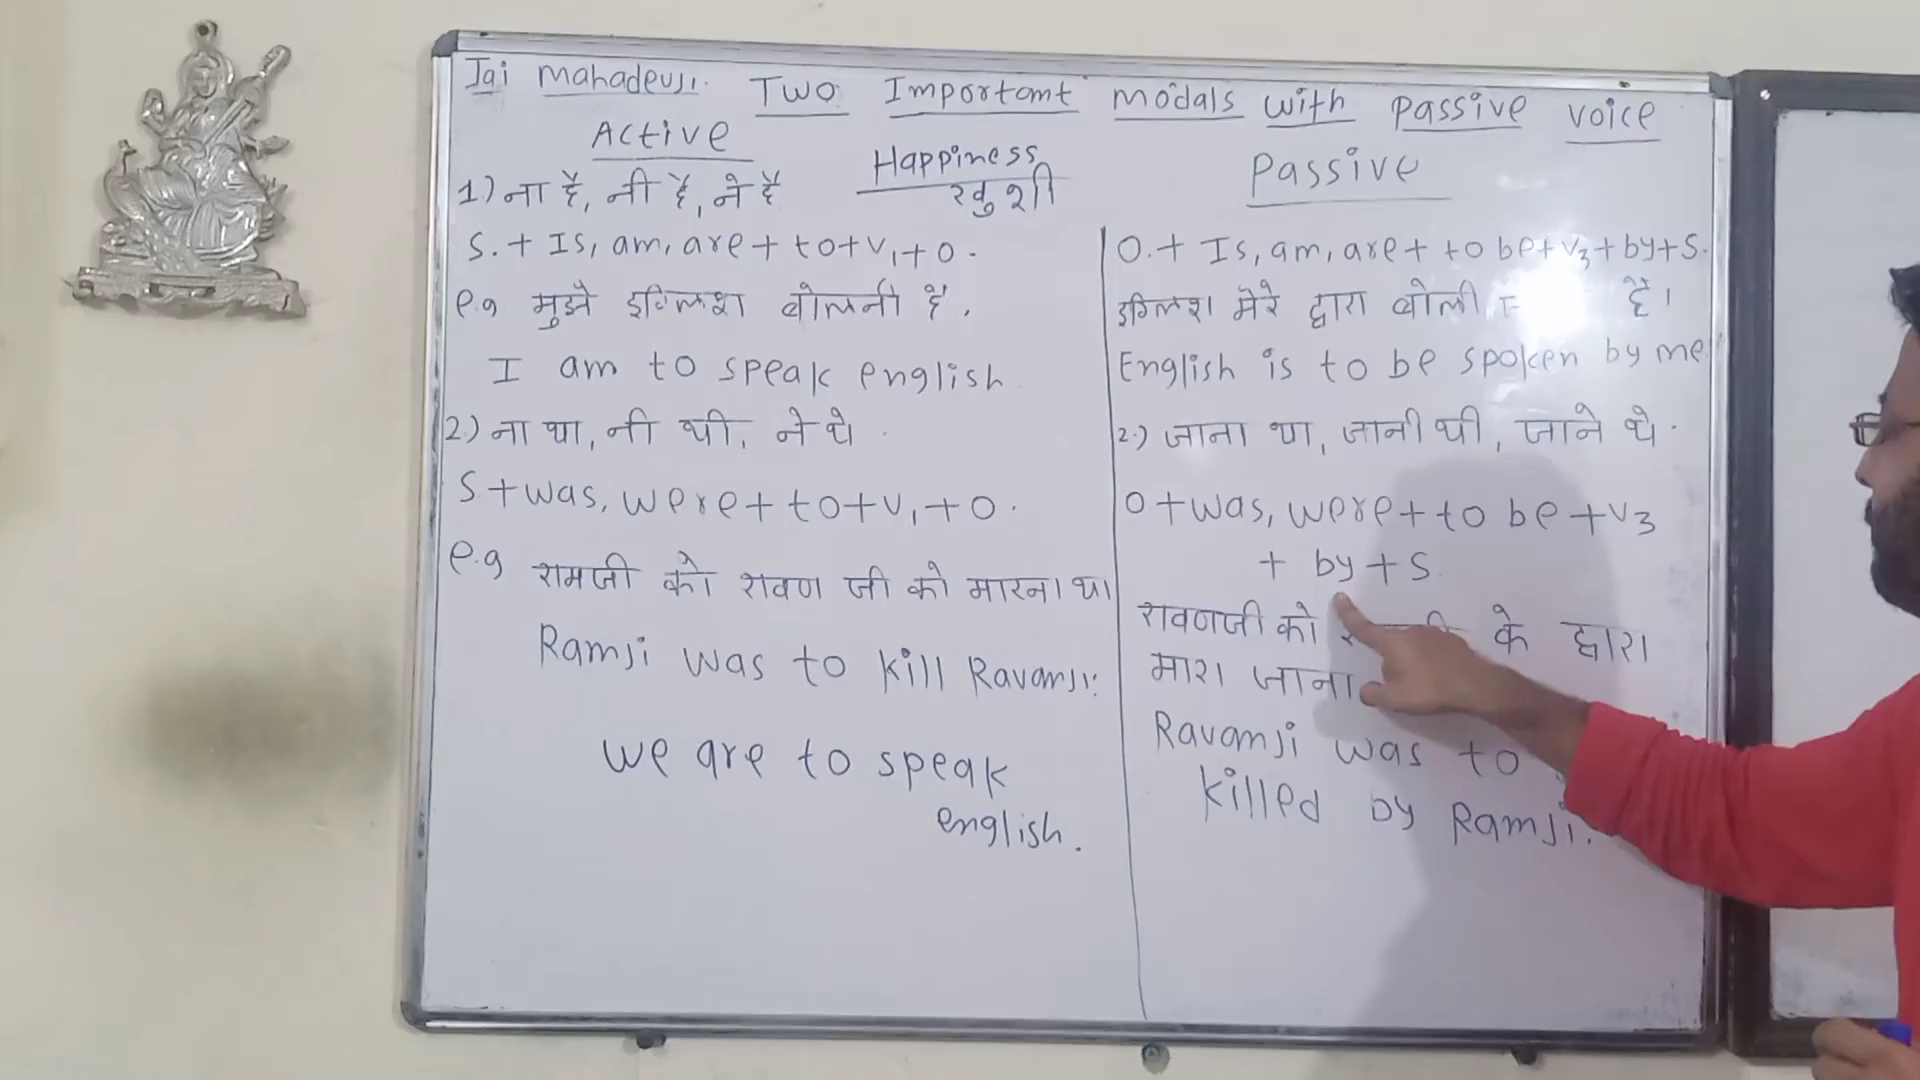 Jai mahadevji. Two Important modals with passive voice
Active
Happiness
खुशी
1) ना है, नी है, ने है
S. + Is, am, are + to + V1 + O.
e.g मुझे इंग्लिश बोलनी है.
I am to speak english
2.) ना था, नी थी, ने थे
S + was, were + to + V1 + O.
e.g रामजी को रावण जी को मारना था
Ramji was to kill Ravanji.
we are to speak
english.
Passive
O. + Is, am, are + to be + V3 + by + S.
इंग्लिश मेरे द्वारा बोली है।
English is to be spoken by me
2.) जाना था, जानी थी, जाने थे.
O + was, were + to be + V3
+ by + S
रावणजी को के द्वारा
मारा जाना
Ravanji was to
killed by Ramji.